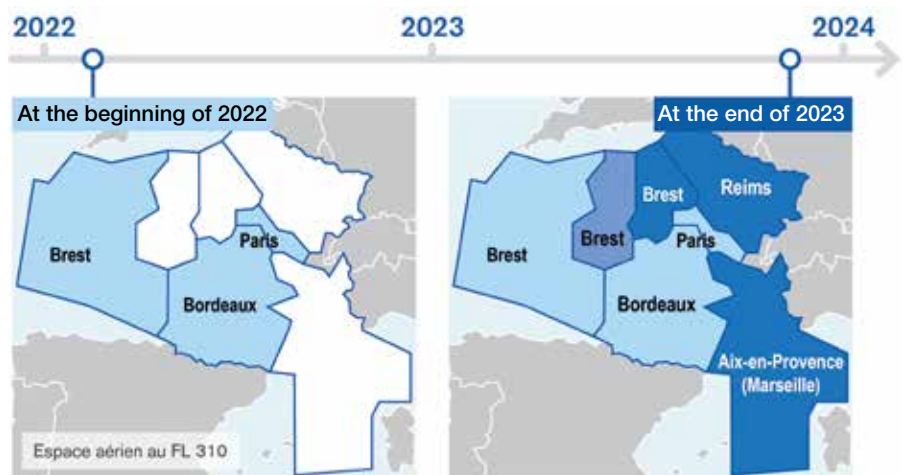 2022
2023
2024
At the beginning of 2022
Brest
Paris
Bordeaux
Espace aérien au FL 310
At the end of 2023
Brest
Reims
Brest
Brest
Paris
Bordeaux
Aix-en-Provence
(Marseille)